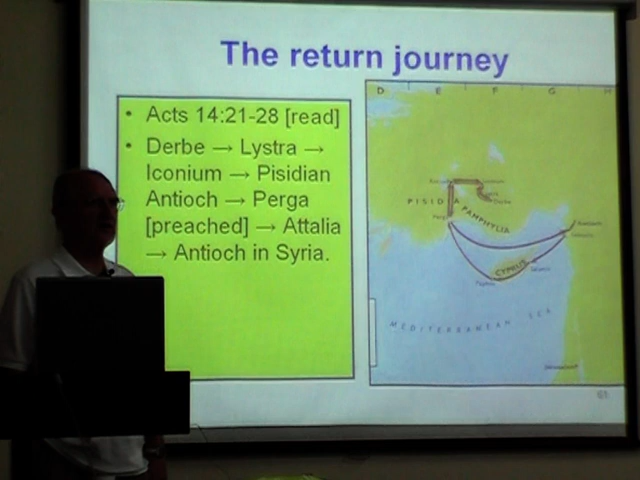 The return journey
• Acts 14:21-28 [read]
• Derbe → Lystra →
Iconium → Pisidian
Antioch → Perga
[preached] → Attalia
→ Antioch in Syria.
D E F G H
PISIDIA
PAMPHYLIA
CYPRUS
MEDITERRANEAN SEA